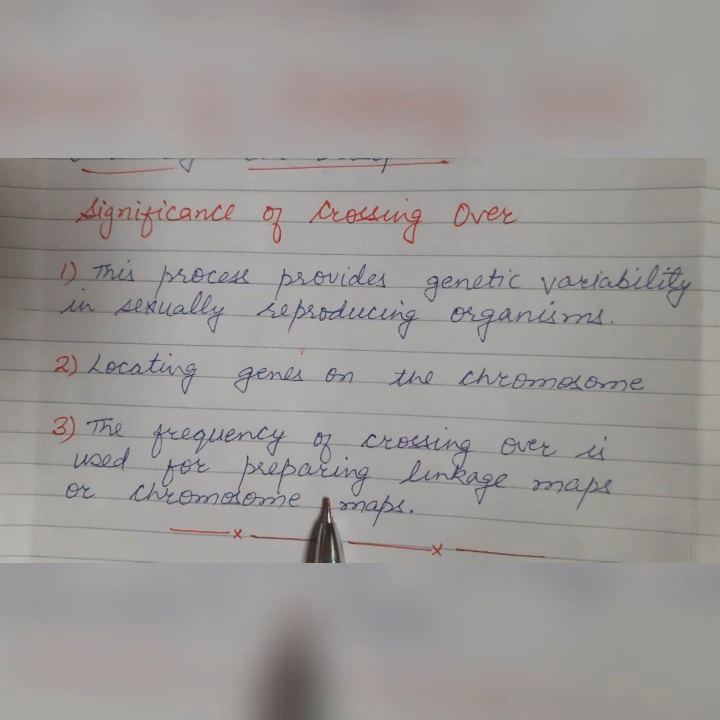 Significance of Crossing Over
1) This process provides genetic variability
in sexually reproducing organisms.
2) Locating genes on the chromosome
3) The frequency of crossing over is
used for preparing linkage maps
or chromosome maps.